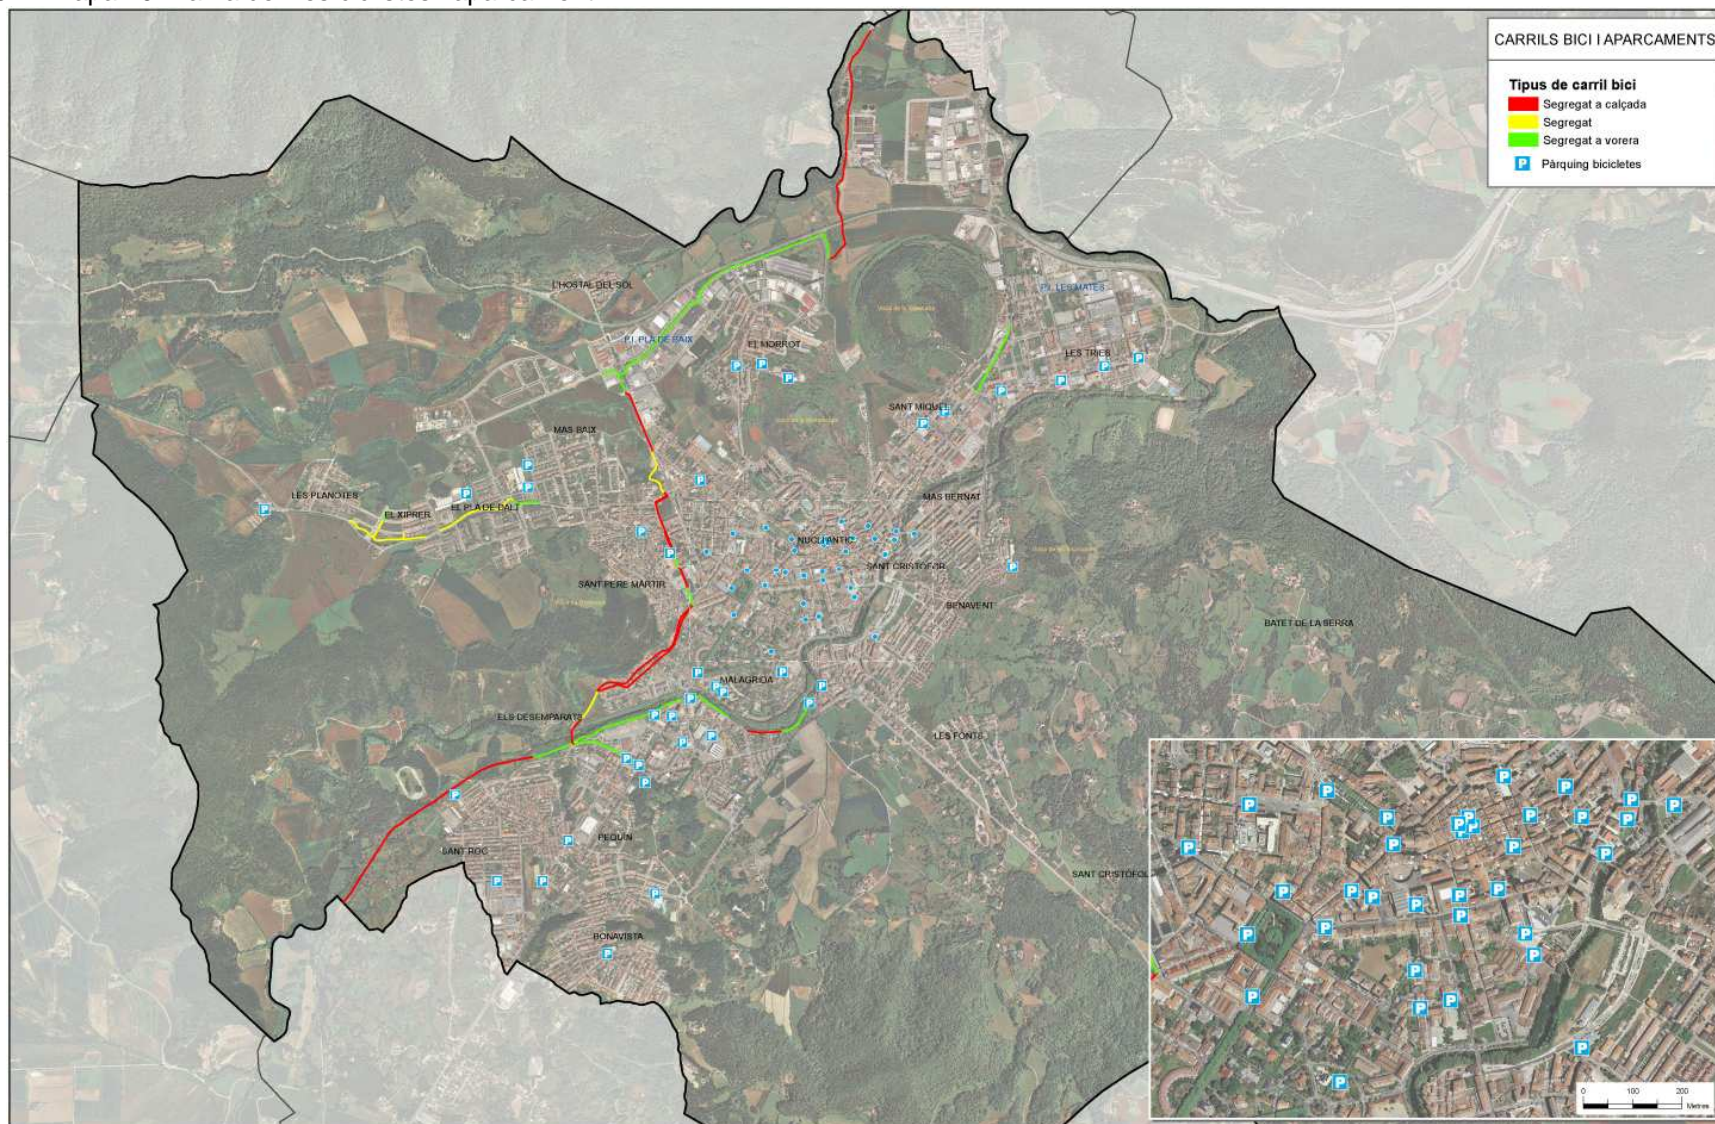 CARRILS BICI I APARCAMENTS
Tipus de carril bici
Segregat a calçada
Segregat
Segregat a vorera
P Pàrquing bicicletes
L'HOSTAL DEL SOL
P.I. PLA DE BAIX
EL MORROT
P.I. LES MATES
LES TRIES
SANT MIQUEL
MAS BAIX
LES PLANOTES
EL XIPRER
EL PLA DE DALT
MAS BERNAT
NUCLI ANTIC
SANT CRISTÒFOR
SANT PERE MÀRTIR
BENAVENT
BATET DE LA SERRA
MALAGRIDA
ELS DESEMPARATS
LES FONTS
PEQUÍN
SANT ROC
SANT CRISTÒFOL
BONAVISTA
0 100 200
Metres